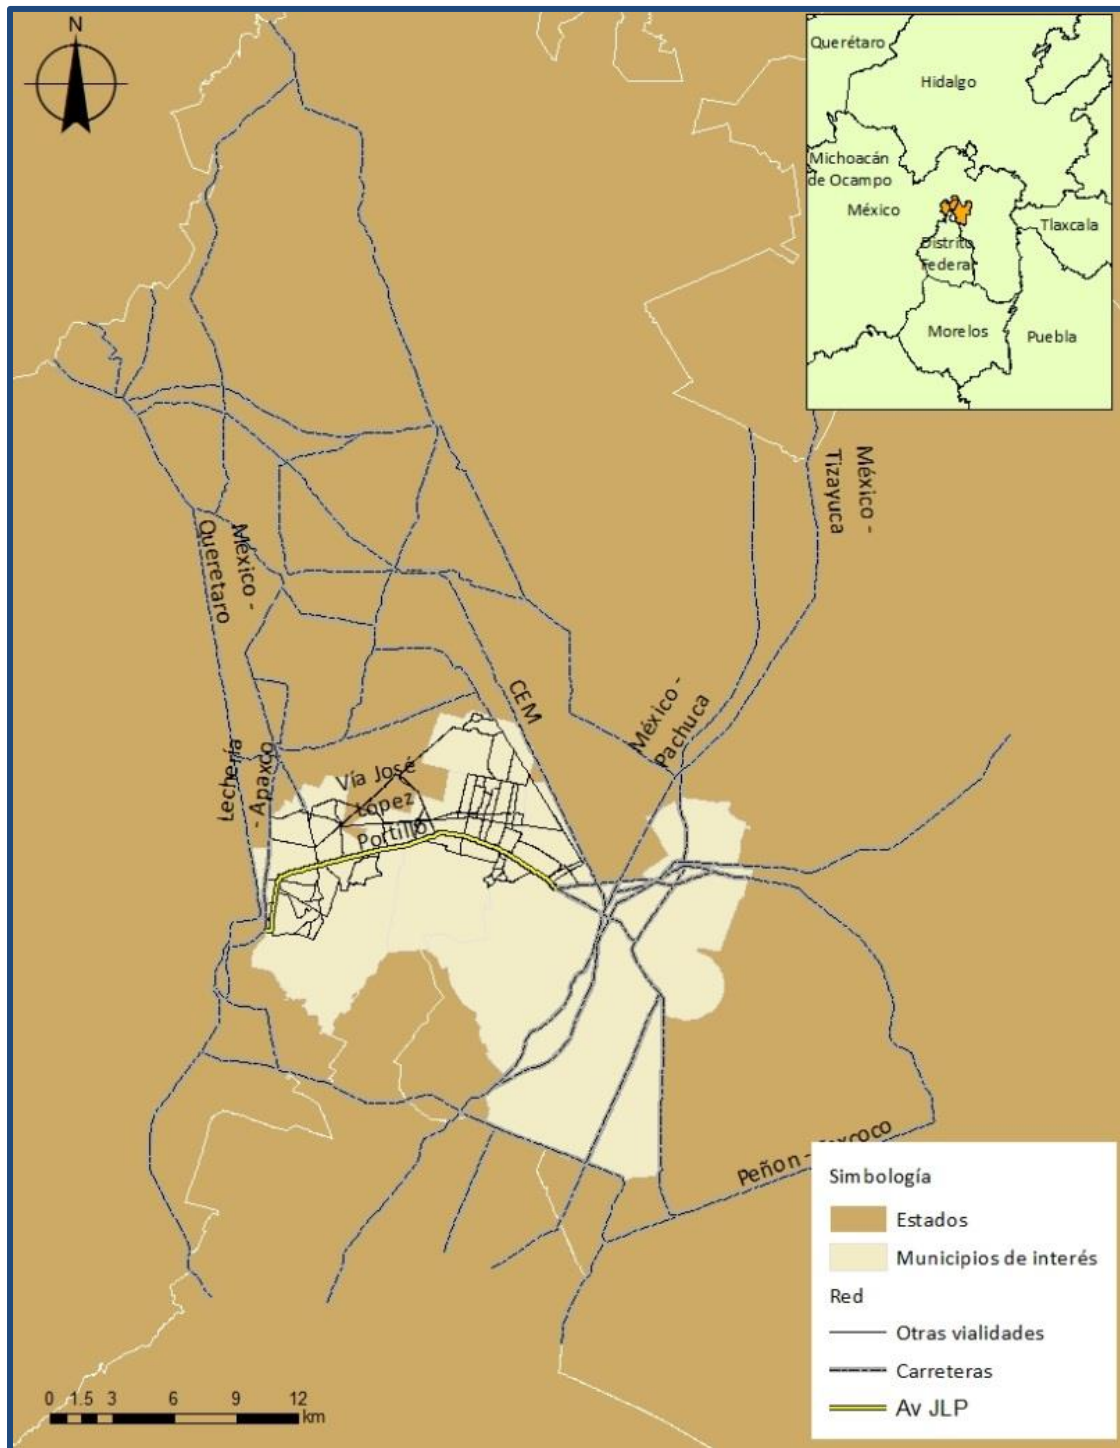 N
Querétaro
Hidalgo
Michoacán
de Ocampo
México
Tlaxcala
Distrito
Federal
Morelos
Puebla
México -
Tizayuca
México -
Queretaro
CEM
México -
Pachuca
Lechería
- Apaxco
Vía José
López
Portillo
Peñon - Texcoco
Simbología
Estados
Municipios de interés
Red
Otras vialidades
Carreteras
Av JLP
0 1.5 3 6 9 12
km